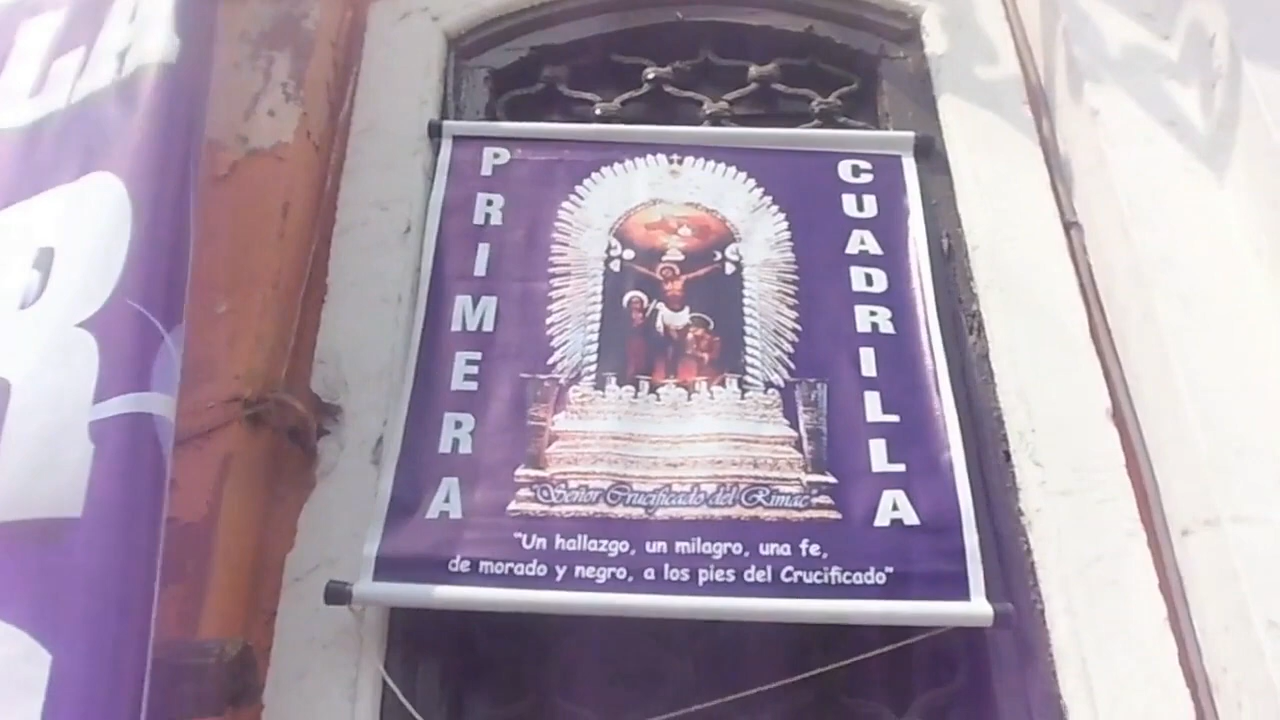 LA
R
PRIMERA
CUADRILLA
"Señor Crucificado del Rimac"
"Un hallazgo, un milagro, una fe,
de morado y negro, a los pies del Crucificado"